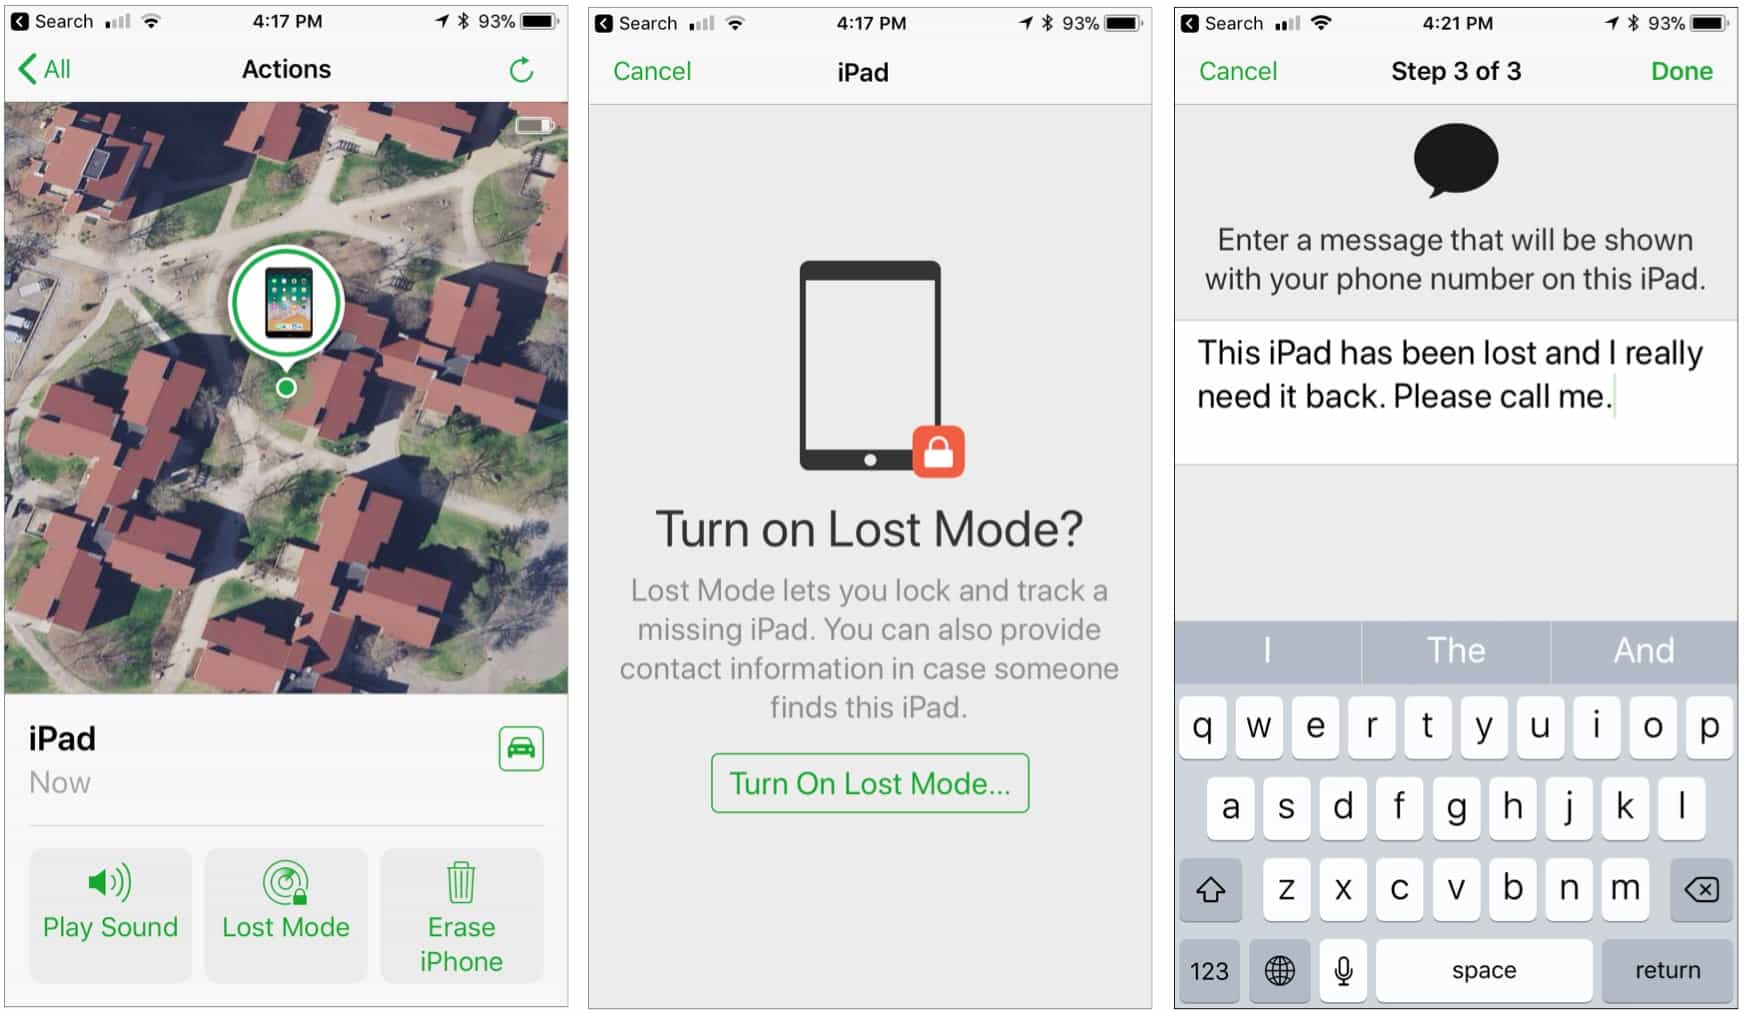 Search 4:17 PM 93%
All Actions
iPad
Now
Play Sound
Lost Mode
Erase
iPhone
Search 4:17 PM 93%
Cancel iPad
Turn on Lost Mode?
Lost Mode lets you lock and track a
missing iPad. You can also provide
contact information in case someone
finds this iPad.
Turn On Lost Mode...
Search 4:21 PM 93%
Cancel Step 3 of 3 Done
Enter a message that will be shown
with your phone number on this iPad.
This iPad has been lost and I really
need it back. Please call me.
I The And
q w e r t y u i o p
a s d f g h j k l
z x c v b n m
123 space return